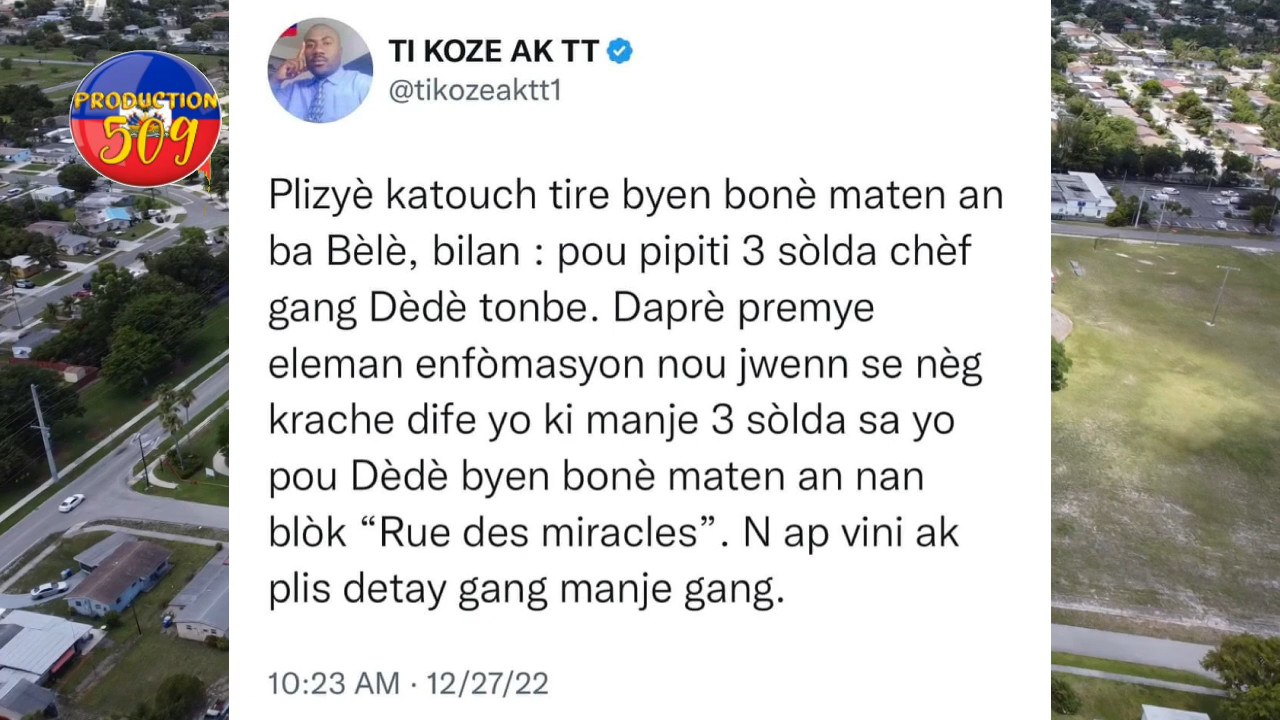 PRODUCTION
509
TI KOZE AK TT
@tikozeaktt1
Plizyè katouch tire byen bonè maten an
ba Bèlè, bilan : pou pipiti 3 sòlda chèf
gang Dèdè tonbe. Daprè premye
eleman enfòmasyon nou jwenn se nèg
krache dife yo ki manje 3 sòlda sa yo
pou Dèdè byen bonè maten an nan
blòk “Rue des miracles”. N ap vini ak
plis detay gang manje gang.
10:23 AM · 12/27/22